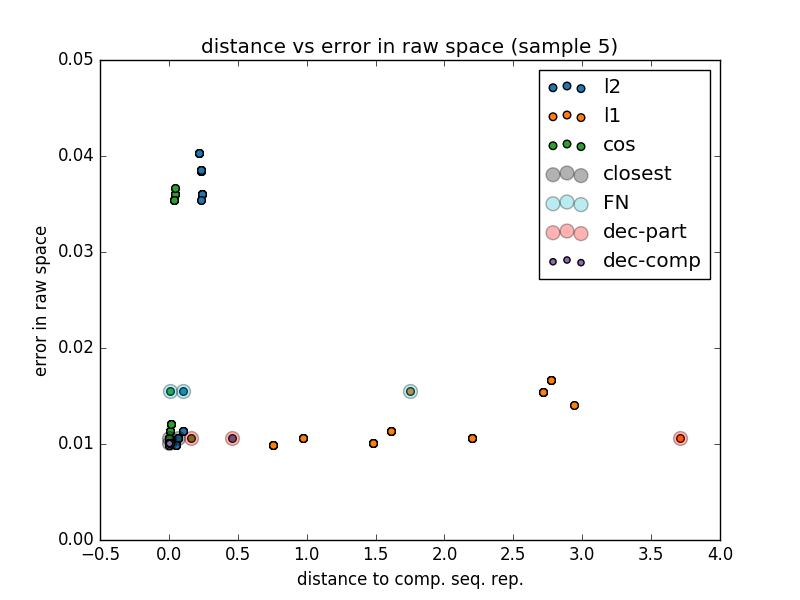 distance vs error in raw space (sample 5)
0.05
0.04
0.03
0.02
0.01
0.00
error in raw space
l2
l1
cos
closest
FN
dec-part
dec-comp
−0.5 0.0 0.5 1.0 1.5 2.0 2.5 3.0 3.5 4.0
distance to comp. seq. rep.